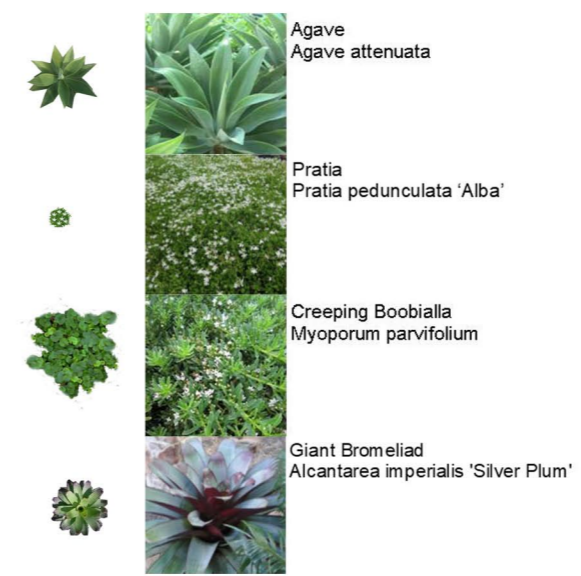 Agave
Agave attenuata
Pratia
Pratia pedunculata ‘Alba’
Creeping Boobialla
Myoporum parvifolium
Giant Bromeliad
Alcantarea imperialis 'Silver Plum'